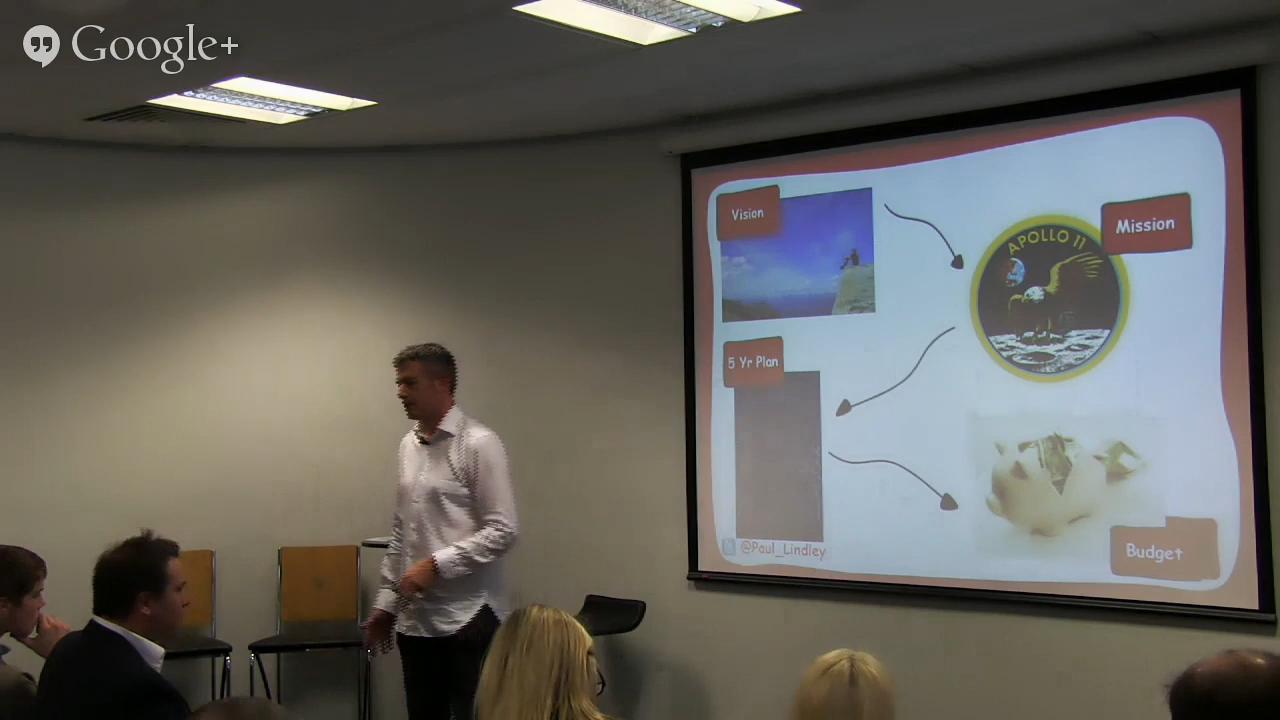 Google+
Vision
Mission
APOLLO 11
5 Yr Plan
@Paul_Lindley
Budget